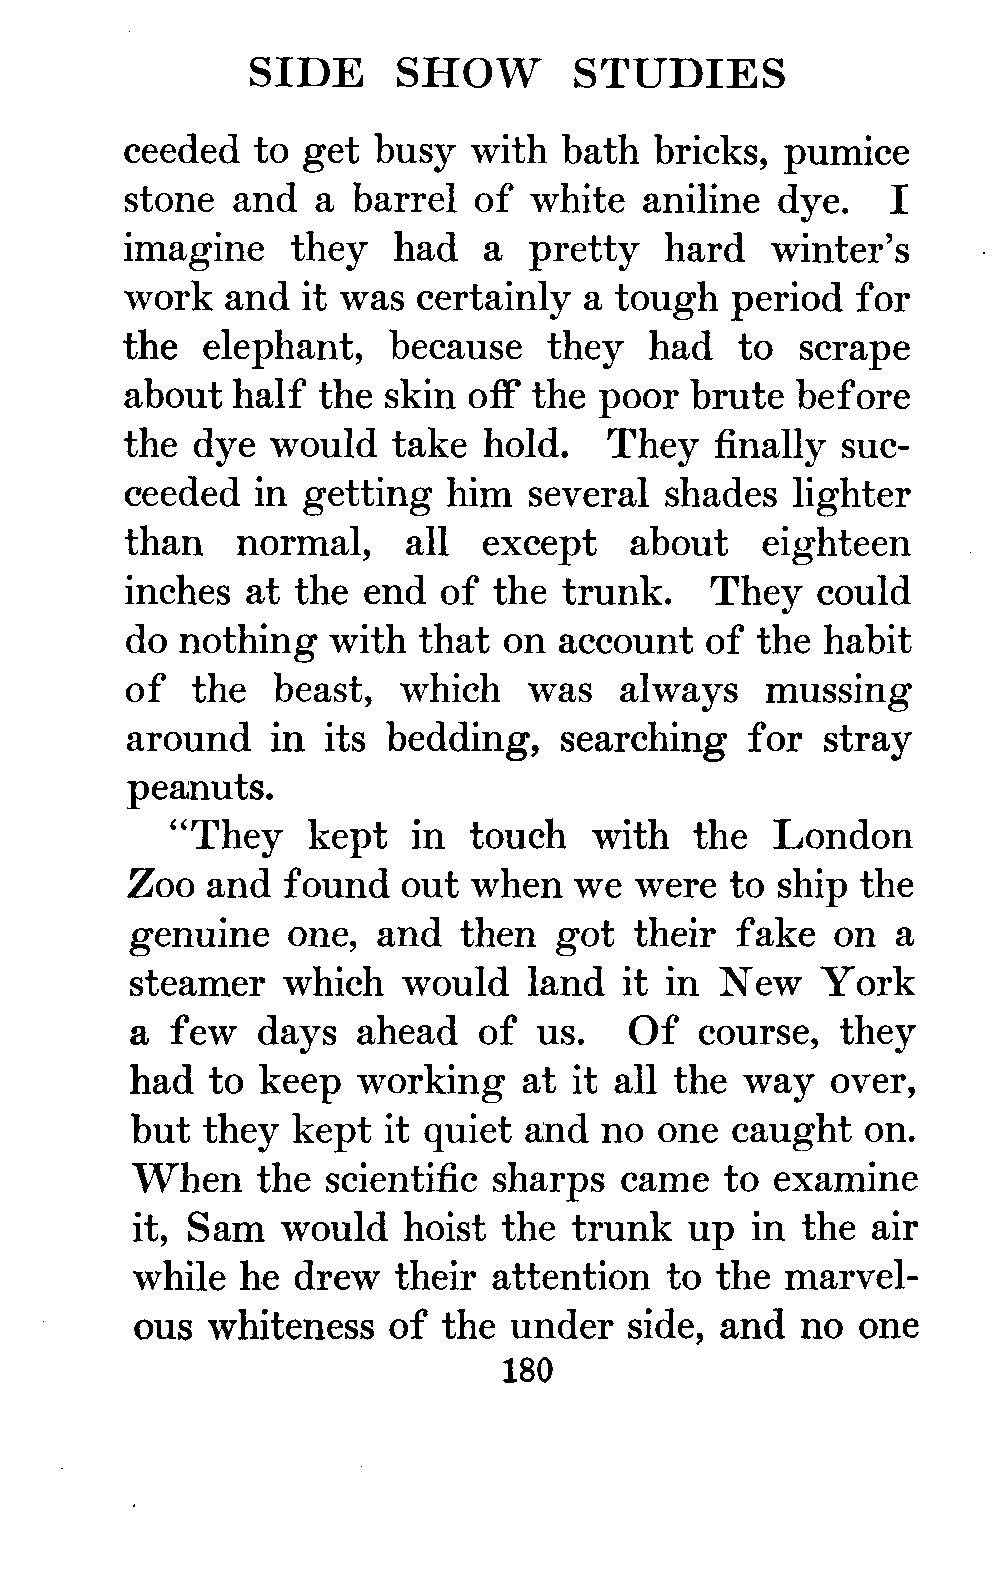 SIDE SHOW STUDIES
ceeded to get busy with bath bricks, pumice
stone and a barrel of white aniline dye. I
imagine they had a pretty hard winter's
work and it was certainly a tough period for
the elephant, because they had to scrape
about half the skin off the poor brute before
the dye would take hold. They finally suc-
ceeded in getting him several shades lighter
than normal, all except about eighteen
inches at the end of the trunk. They could
do nothing with that on account of the habit
of the beast, which was always mussing
around in its bedding, searching for stray
peanuts.
“They kept in touch with the London
Zoo and found out when we were to ship the
genuine one, and then got their fake on a
steamer which would land it in New York
a few days ahead of us. Of course, they
had to keep working at it all the way over,
but they kept it quiet and no one caught on.
When the scientific sharps came to examine
it, Sam would hoist the trunk up in the air
while he drew their attention to the marvel-
ous whiteness of the under side, and no one
180